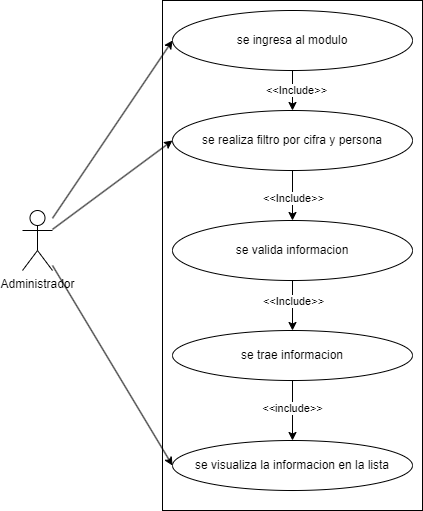 se ingresa al modulo
<<Include>>
se realiza filtro por cifra y persona
<<Include>>
se valida informacion
<<Include>>
se trae informacion
<<include>>
se visualiza la informacion en la lista
Administrador